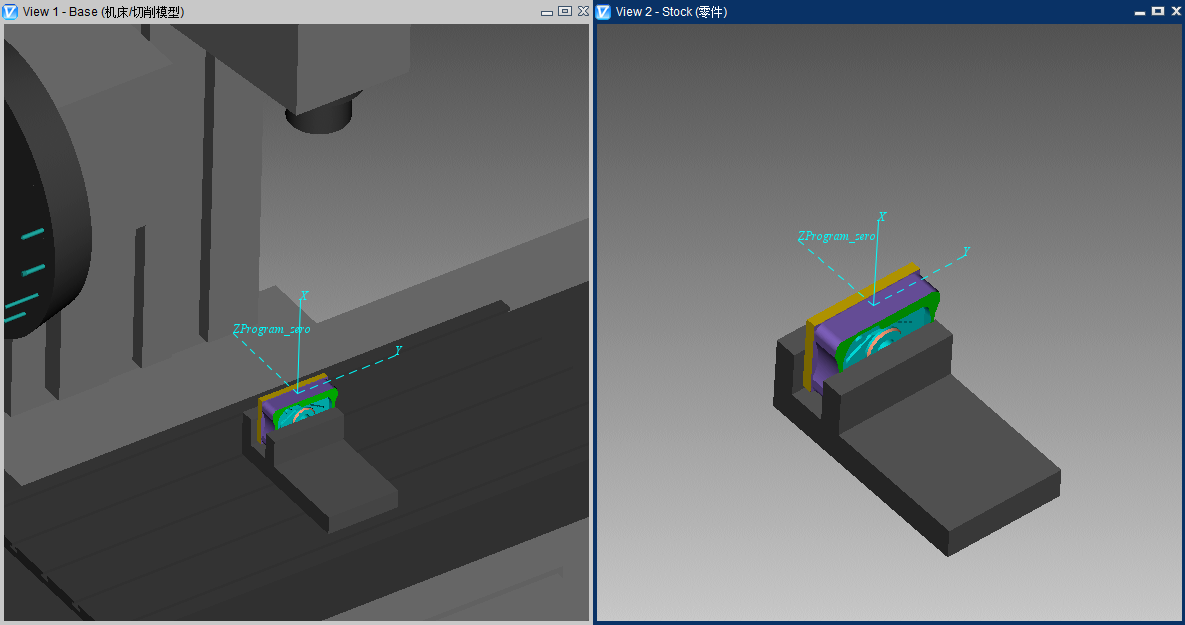 View 1 - Base (机床/切削模型)
X
ZProgram_zero
Y
View 2 - Stock (零件)
X
ZProgram_zero
Y